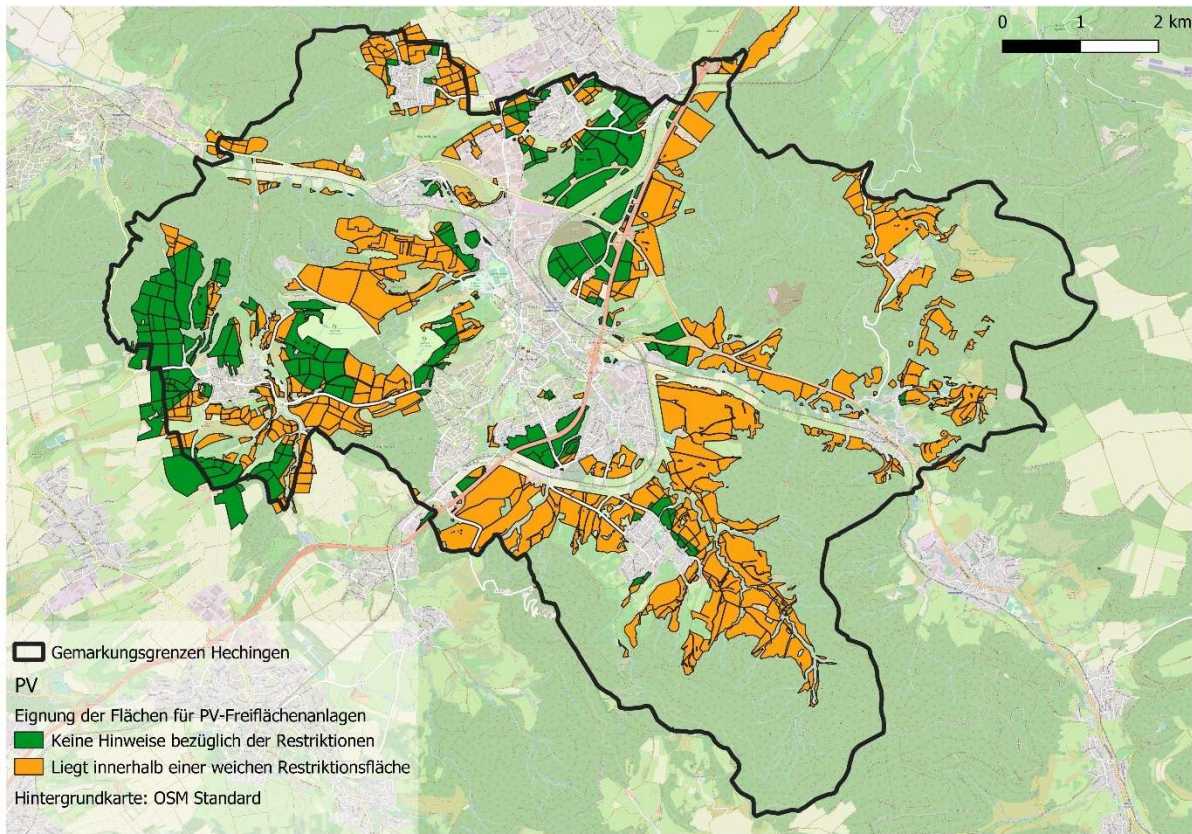 0 1 2 km
Gemarkungsgrenzen Hechingen
PV
Eignung der Flächen für PV-Freiflächenanlagen
Keine Hinweise bezüglich der Restriktionen
Liegt innerhalb einer weichen Restriktionsfläche
Hintergrundkarte: OSM Standard